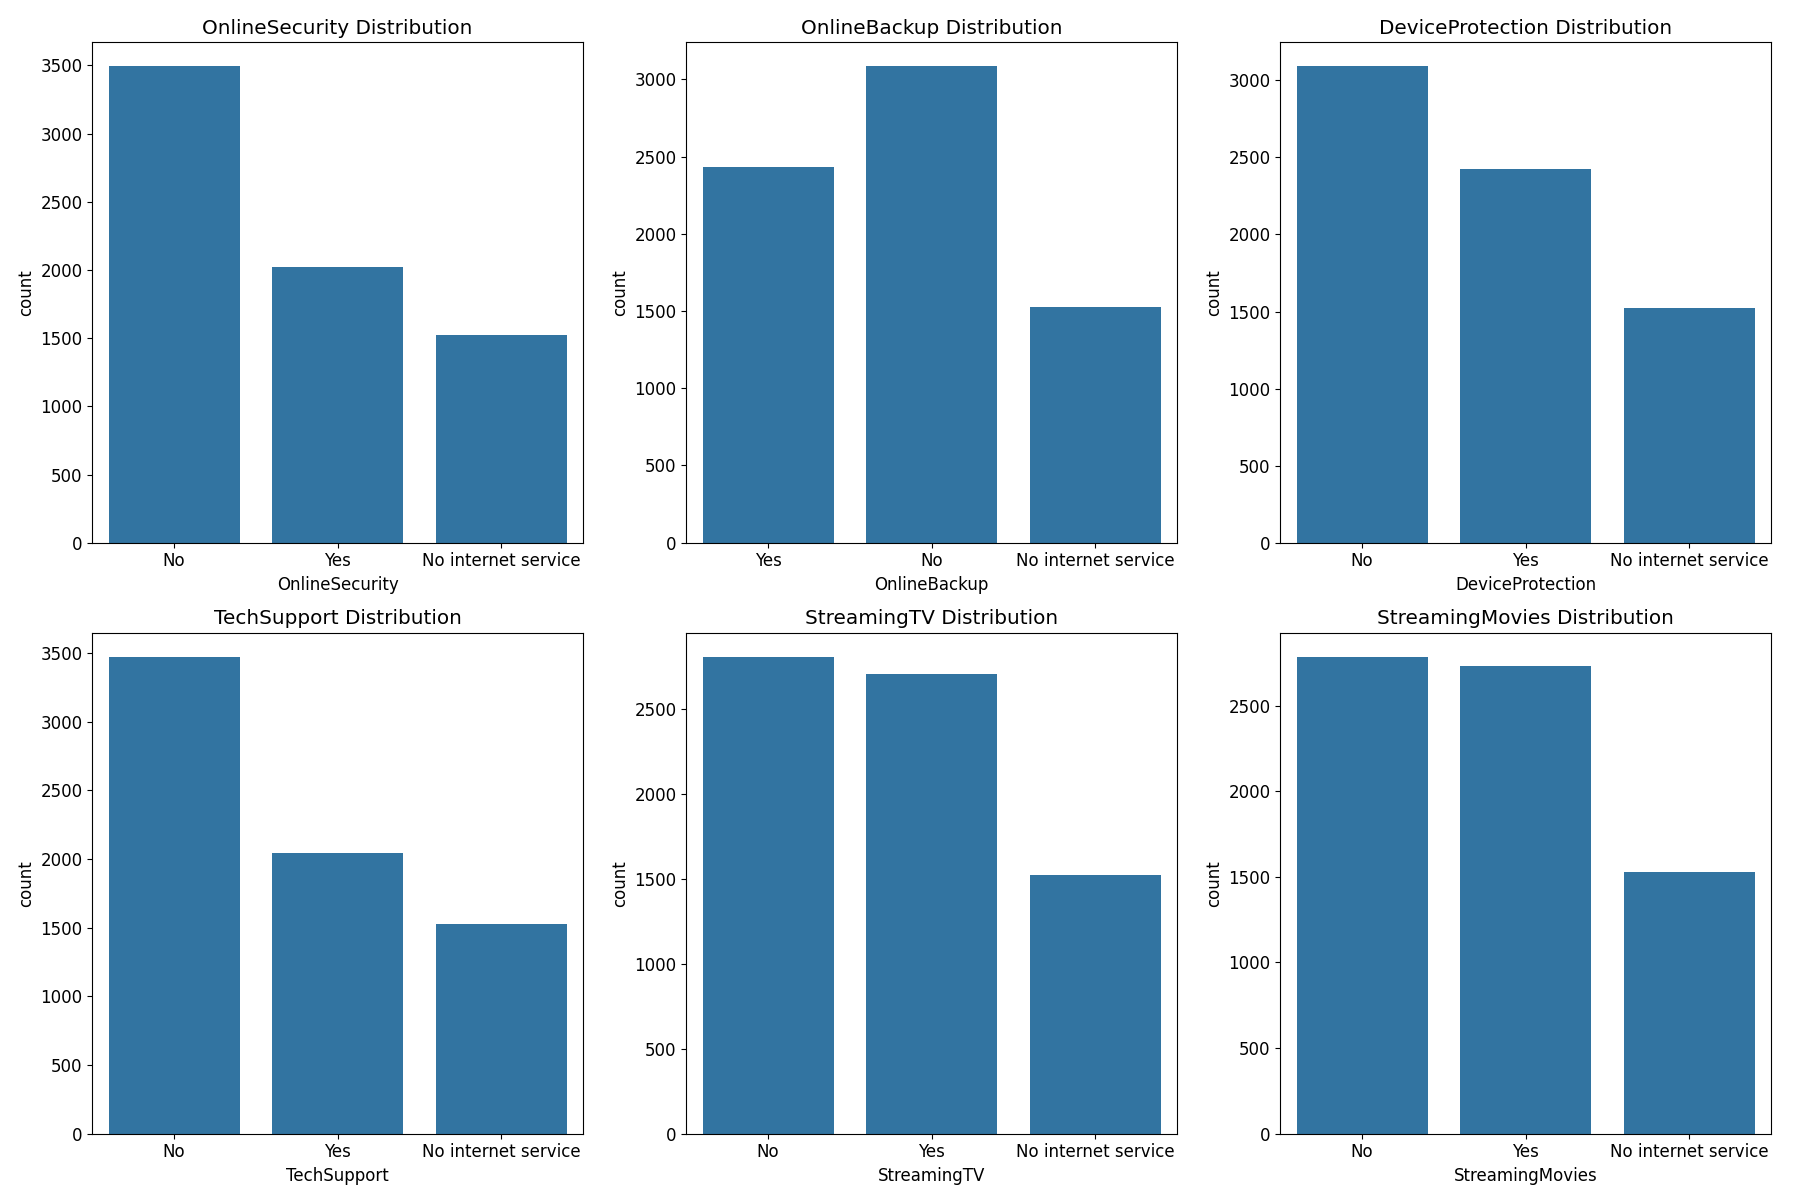 OnlineSecurity Distribution
3500
3000
2500
2000
1500
1000
500
0
count
No Yes No internet service
OnlineSecurity
OnlineBackup Distribution
3000
2500
2000
1500
1000
500
0
count
Yes No No internet service
OnlineBackup
DeviceProtection Distribution
3000
2500
2000
1500
1000
500
0
count
No Yes No internet service
DeviceProtection
TechSupport Distribution
3500
3000
2500
2000
1500
1000
500
0
count
No Yes No internet service
TechSupport
StreamingTV Distribution
2500
2000
1500
1000
500
0
count
No Yes No internet service
StreamingTV
StreamingMovies Distribution
2500
2000
1500
1000
500
0
count
No Yes No internet service
StreamingMovies